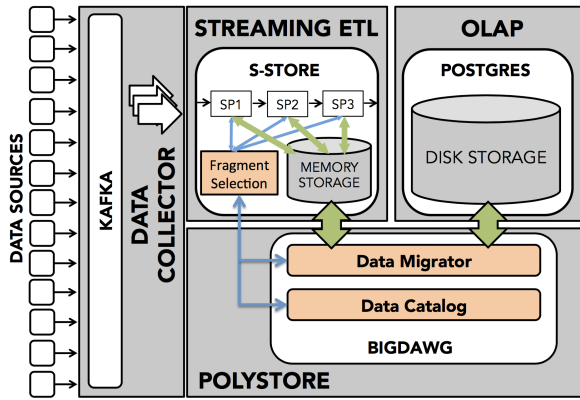 DATA SOURCES
KAFKA
DATA
COLLECTOR
STREAMING ETL
S-STORE
SP1
SP2
SP3
Fragment
Selection
MEMORY
STORAGE
OLAP
POSTGRES
DISK STORAGE
Data Migrator
Data Catalog
BIGDAWG
POLYSTORE